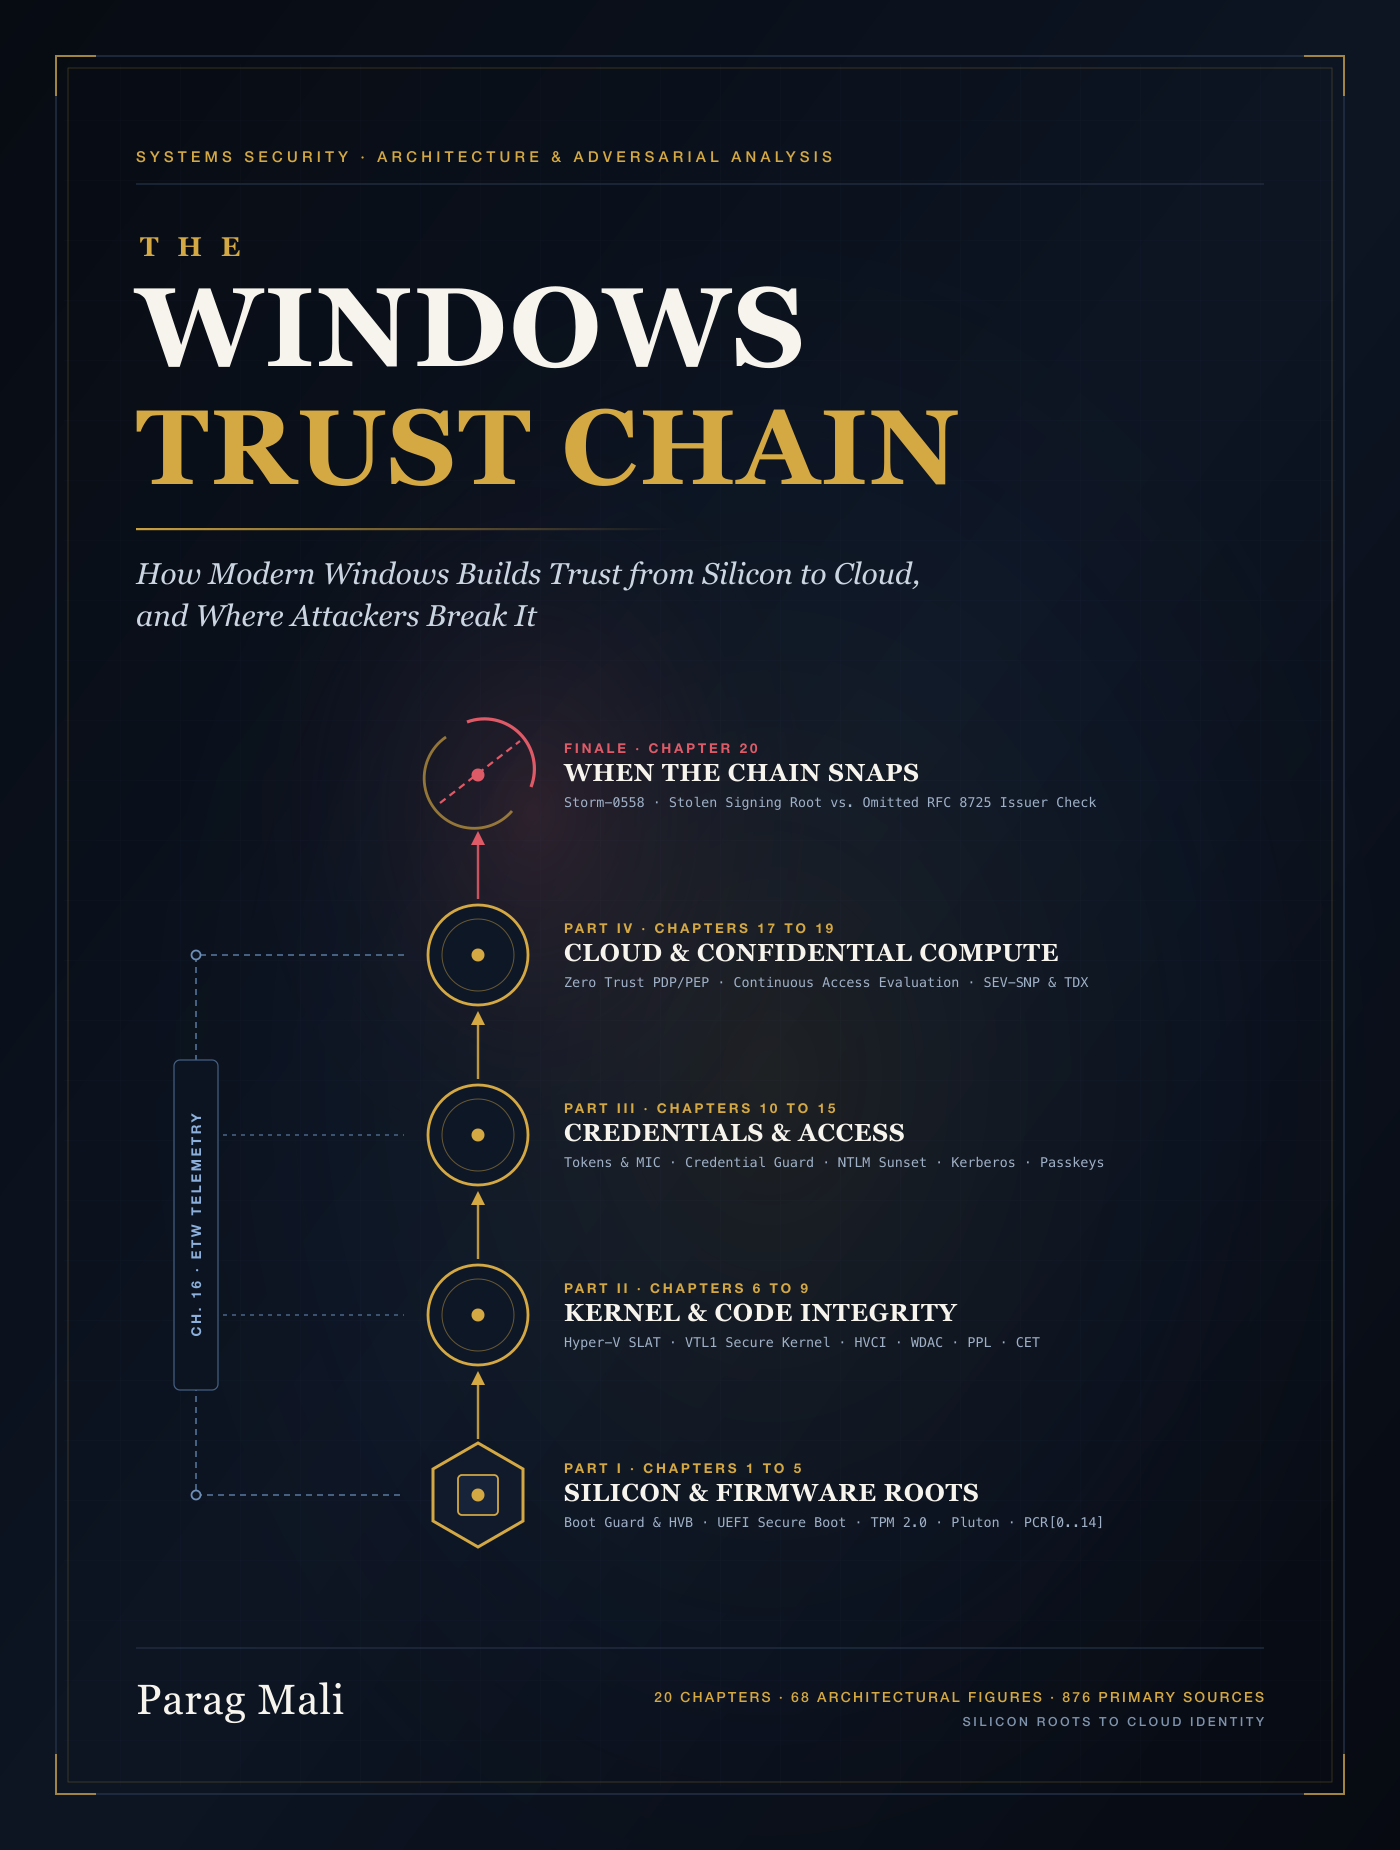 SYSTEMS SECURITY · ARCHITECTURE & ADVERSARIAL ANALYSIS
THE
WINDOWS
TRUST CHAIN
How Modern Windows Builds Trust from Silicon to Cloud,
and Where Attackers Break It
FINALE · CHAPTER 20
WHEN THE CHAIN SNAPS
Storm-0558 · Stolen Signing Root vs. Omitted RFC 8725 Issuer Check
PART IV · CHAPTERS 17 TO 19
CLOUD & CONFIDENTIAL COMPUTE
Zero Trust PDP/PEP · Continuous Access Evaluation · SEV-SNP & TDX
PART III · CHAPTERS 10 TO 15
CREDENTIALS & ACCESS
Tokens & MIC · Credential Guard · NTLM Sunset · Kerberos · Passkeys
CH. 16 · ETW TELEMETRY
PART II · CHAPTERS 6 TO 9
KERNEL & CODE INTEGRITY
Hyper-V SLAT · VTL1 Secure Kernel · HVCI · WDAC · PPL · CET
PART I · CHAPTERS 1 TO 5
SILICON & FIRMWARE ROOTS
Boot Guard & HVB · UEFI Secure Boot · TPM 2.0 · Pluton · PCR[0..14]
Parag Mali
20 CHAPTERS · 68 ARCHITECTURAL FIGURES · 876 PRIMARY SOURCES
SILICON ROOTS TO CLOUD IDENTITY